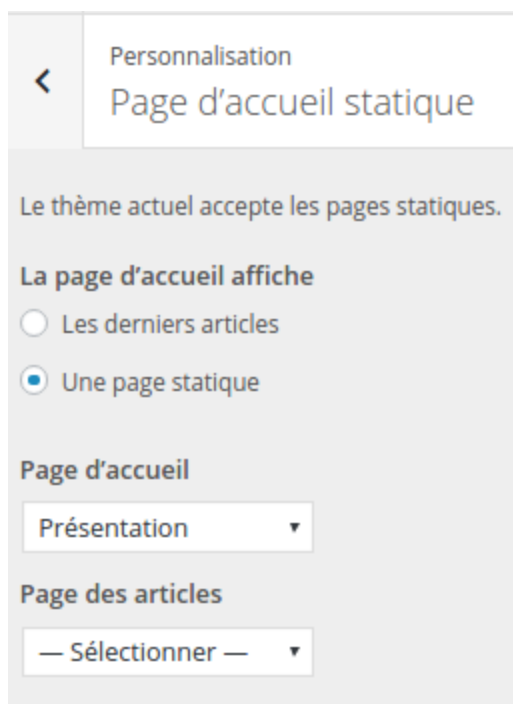 Personnalisation
Page d’accueil statique
Le thème actuel accepte les pages statiques.
La page d’accueil affiche
Les derniers articles
Une page statique
Page d’accueil
Présentation
Page des articles
— Sélectionner —